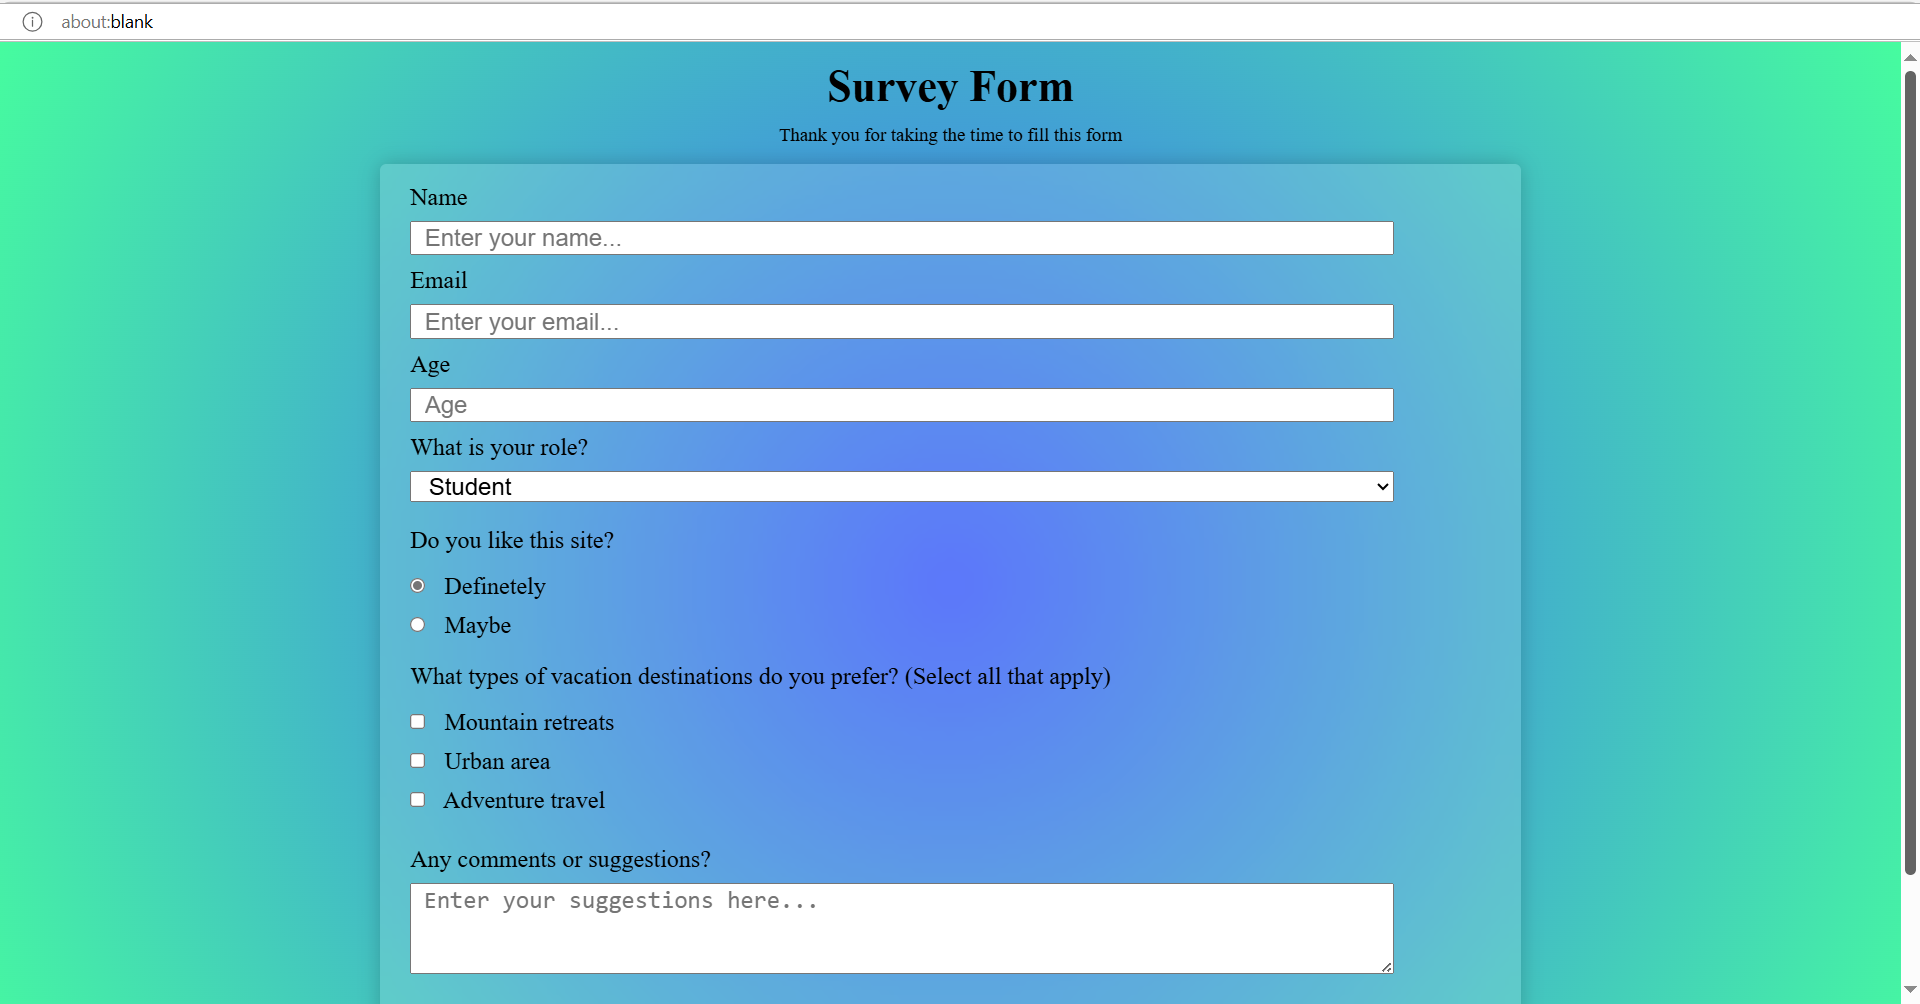 about:blank
Survey Form
Thank you for taking the time to fill this form
Name
Enter your name...
Email
Enter your email...
Age
Age
What is your role?
Student
Do you like this site?
Definetely
Maybe
What types of vacation destinations do you prefer? (Select all that apply)
Mountain retreats
Urban area
Adventure travel
Any comments or suggestions?
Enter your suggestions here...